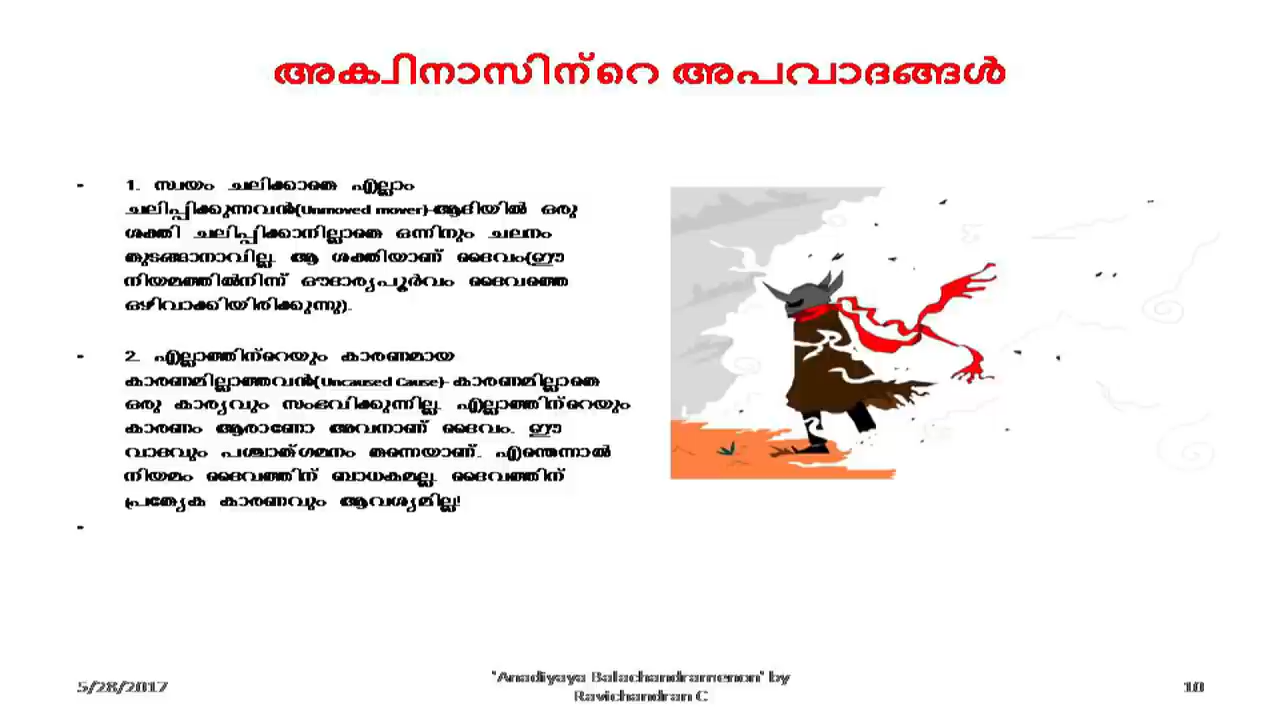 അക്വിനാസിന്റെ അപവാദങ്ങൾ
- 1. സ്വയം ചലിക്കാതെ എല്ലാം
ചലിപ്പിക്കുന്നവൻ(Unmoved mover)-ആദിയിൽ ഒരു
ശക്തി ചലിപ്പിക്കാനില്ലാതെ ഒന്നിനും ചലനം
തുടങ്ങാനാവില്ല. ആ ശക്തിയാണ് ദൈവം(ഈ
നിയമത്തിൽനിന്ന് ഔദാര്യപൂർവം ദൈവത്തെ
ഒഴിവാക്കിയിരിക്കുന്നു).
- 2. എല്ലാത്തിന്റെയും കാരണമായ
കാരണമില്ലാത്തവൻ(Uncaused Cause)- കാരണമില്ലാതെ
ഒരു കാര്യവും സംഭവിക്കുന്നില്ല. എല്ലാത്തിന്റെയും
കാരണം ആരാണോ അവനാണ് ദൈവം. ഈ
വാദവും പശ്ചാത്ഗമനം തന്നെയാണ്. എന്തെന്നാൽ
നിയമം ദൈവത്തിന് ബാധകമല്ല. ദൈവത്തിന്
പ്രത്യേക കാരണവും ആവശ്യമില്ല!
-
5/28/2017
'Anadiyaya Balachandramenon' by
Ravichandran C
10